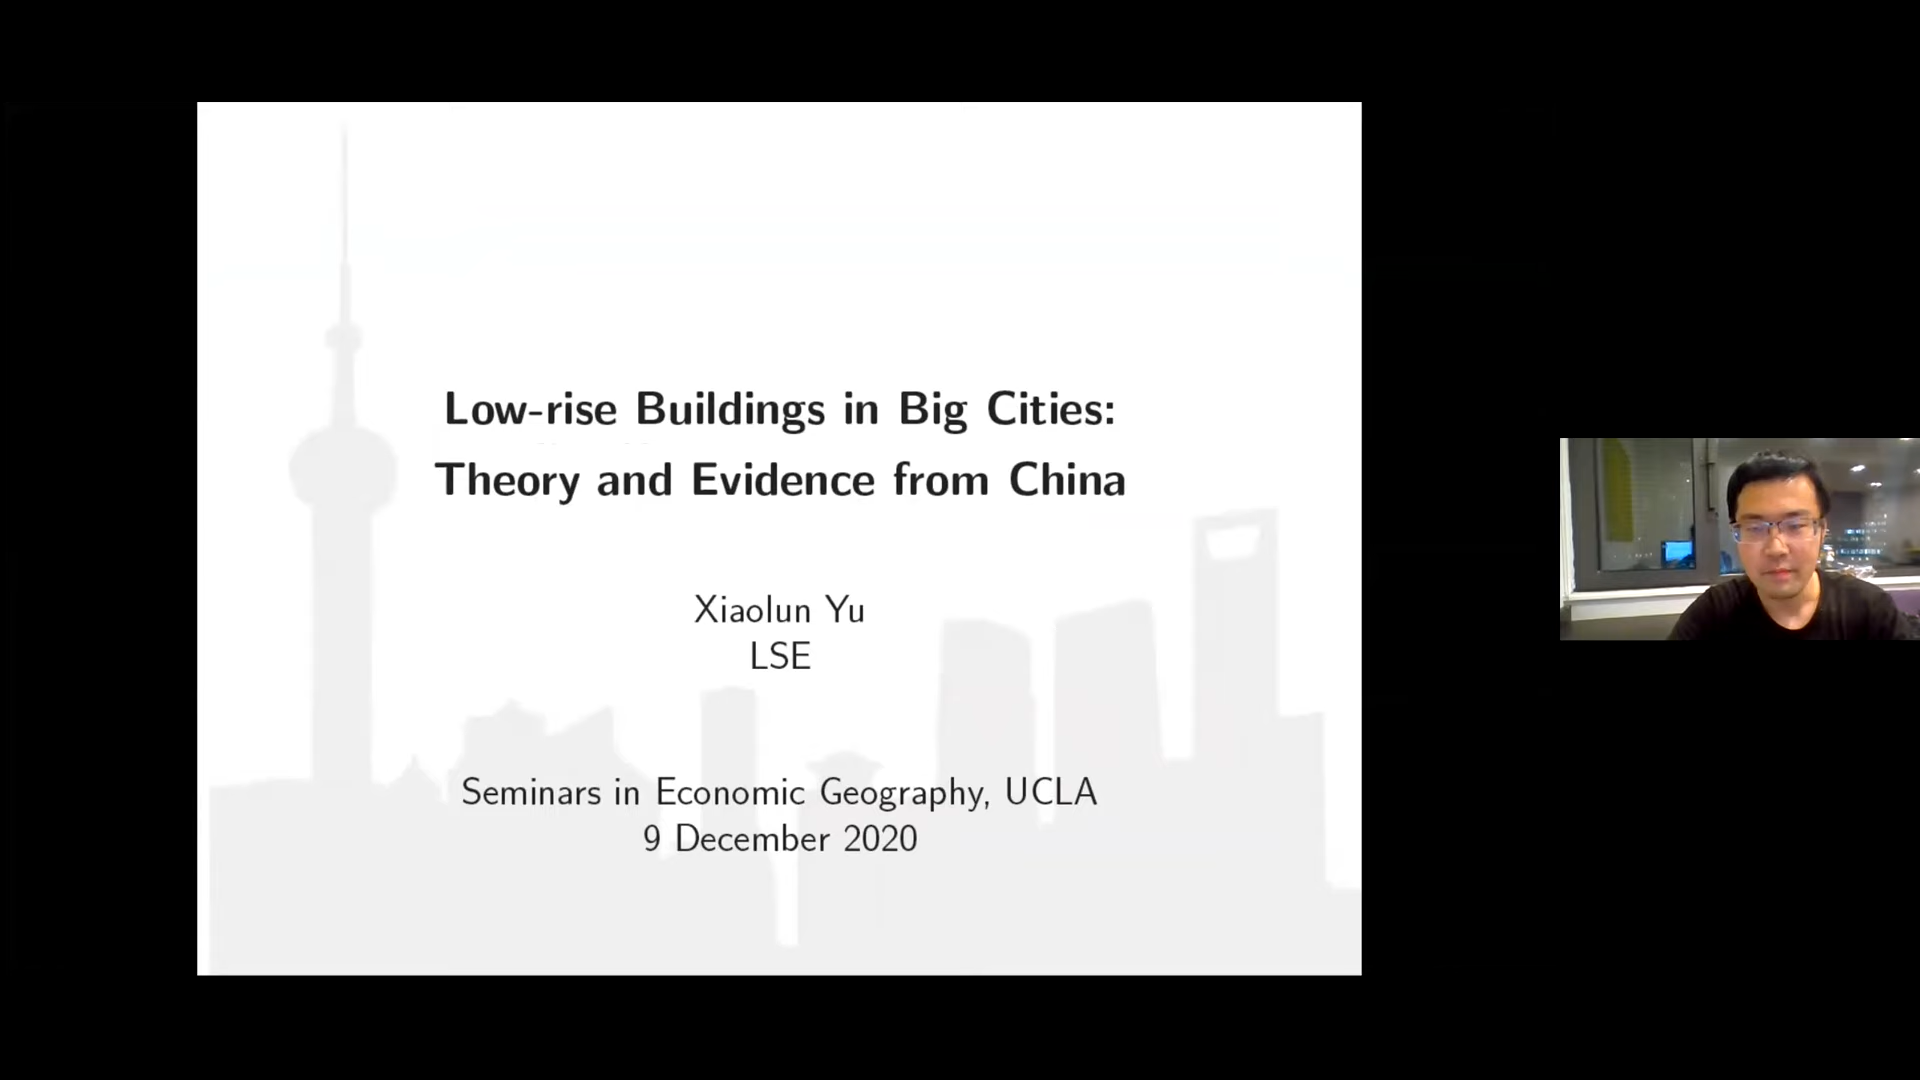 Low-rise Buildings in Big Cities:
Theory and Evidence from China
Xiaolun Yu
LSE
Seminars in Economic Geography, UCLA
9 December 2020